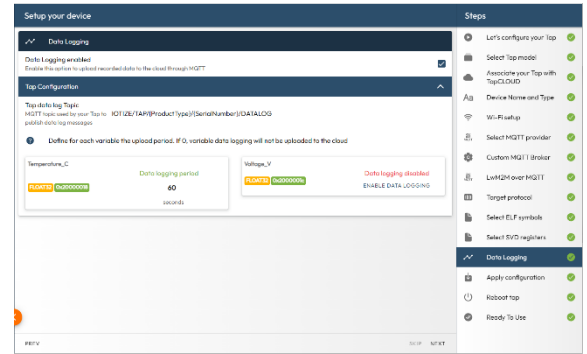 Setup your device
Data Logging
Data Logging enabled
Enable this option to upload recorded data to the cloud through MQTT
Tap Configuration
Tap data log Topic
MQTT topic used by your Tap to publish data log messages
IOTIZE/TAP/{ProductType}/{SerialNumber}/DATALOG
Define for each variable the upload period. If 0, variable data logging will not be uploaded to the cloud
Temperature_C
Data logging period
FLOAT32
60
seconds
Voltage_V
Data logging disabled
FLOAT32
ENABLE DATA LOGGING
PREV
SKIP
NEXT
Steps
Let's configure your Tap
Select Tap model
Associate your Tap with
TapCLOUD
Aa
Device Name and Type
Wi-Fi setup
Select MQTT provider
Custom MQTT Broker
LwM2M over MQTT
Target protocol
Select ELF symbols
Select SVD registers
Data Logging
Apply configuration
Reboot tap
Ready To Use